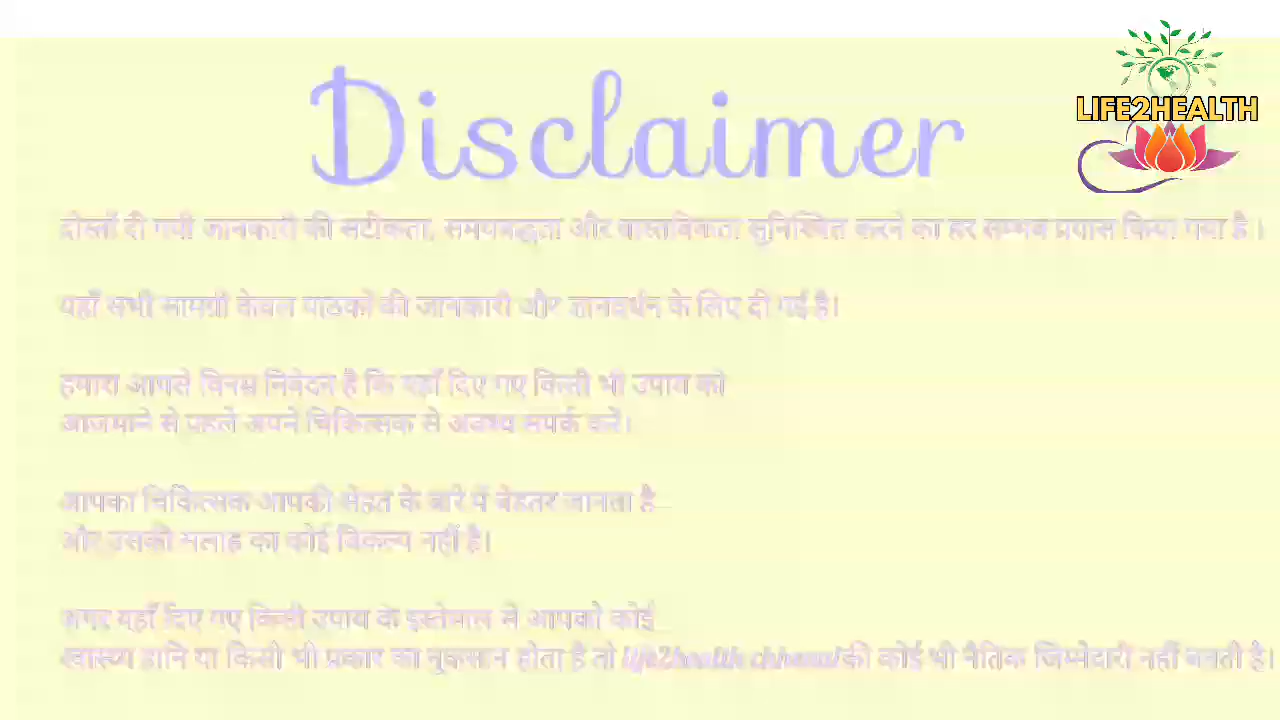 Disclaimer
LIFE2HEALTH
दोस्तों दी गयी जानकारी की सटीकता, समयबद्धता और वास्तविकता सुनिश्चित करने का हर सम्भव प्रयास किया गया है।
यहाँ सभी सामग्री केवल पाठकों की जानकारी और ज्ञानवर्धन के लिए दी गई है।
हमारा आपसे विनम्र निवेदन है कि यहाँ दिए गए किसी भी उपाय को
आजमाने से पहले अपने चिकित्सक से अवश्य संपर्क करें।
आपका चिकित्सक आपकी सेहत के बारे में बेहतर जानता है
और उसकी सलाह का कोई विकल्प नहीं है।
अगर यहाँ दिए गए किसी उपाय के इस्तेमाल से आपको कोई
स्वास्थ्य हानि या किसी भी प्रकार का नुकसान होता है तो life2health की कोई भी नैतिक जिम्मेदारी नहीं बनती है।